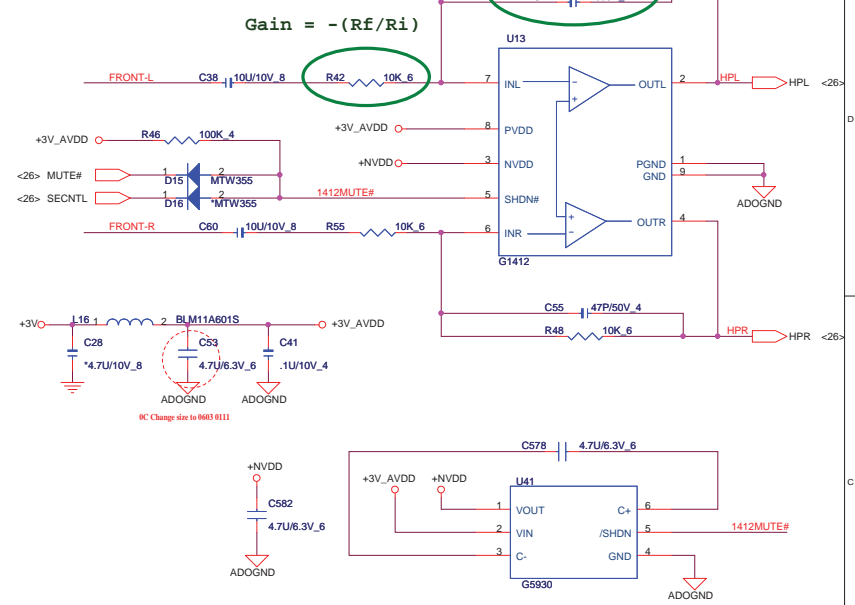 Gain = -(Rf/Ri)
U13
FRONT-L
C38
10U/10V_8
R42
10K_6
7
INL
OUTL
2
HPL
HPL
<26>
+3V_AVDD
R46
100K_4
+3V_AVDD
8
PVDD
D
<26> MUTE#
1
2
D15
MTW355
+NVDD
3
NVDD
PGND
1
GND
9
<26> SECNTL
1
2
D16
*MTW355
1412MUTE#
5
SHDN#
ADOGND
FRONT-R
C60
10U/10V_8
R55
10K_6
6
INR
OUTR
4
G1412
C55
47P/50V_4
R48
10K_6
HPR
HPR
<26>
+3V
L16
1
2
BLM11A601S
+3V_AVDD
C28
*4.7U/10V_8
C53
4.7U/6.3V_6
C41
.1U/10V_4
ADOGND
ADOGND
0C Change size to 0603 0111
C578
4.7U/6.3V_6
+NVDD
C582
4.7U/6.3V_6
ADOGND
+3V_AVDD
+NVDD
U41
C
1
VOUT
C+
6
2
VIN
/SHDN
5
1412MUTE#
3
C-
GND
4
G5930
ADOGND